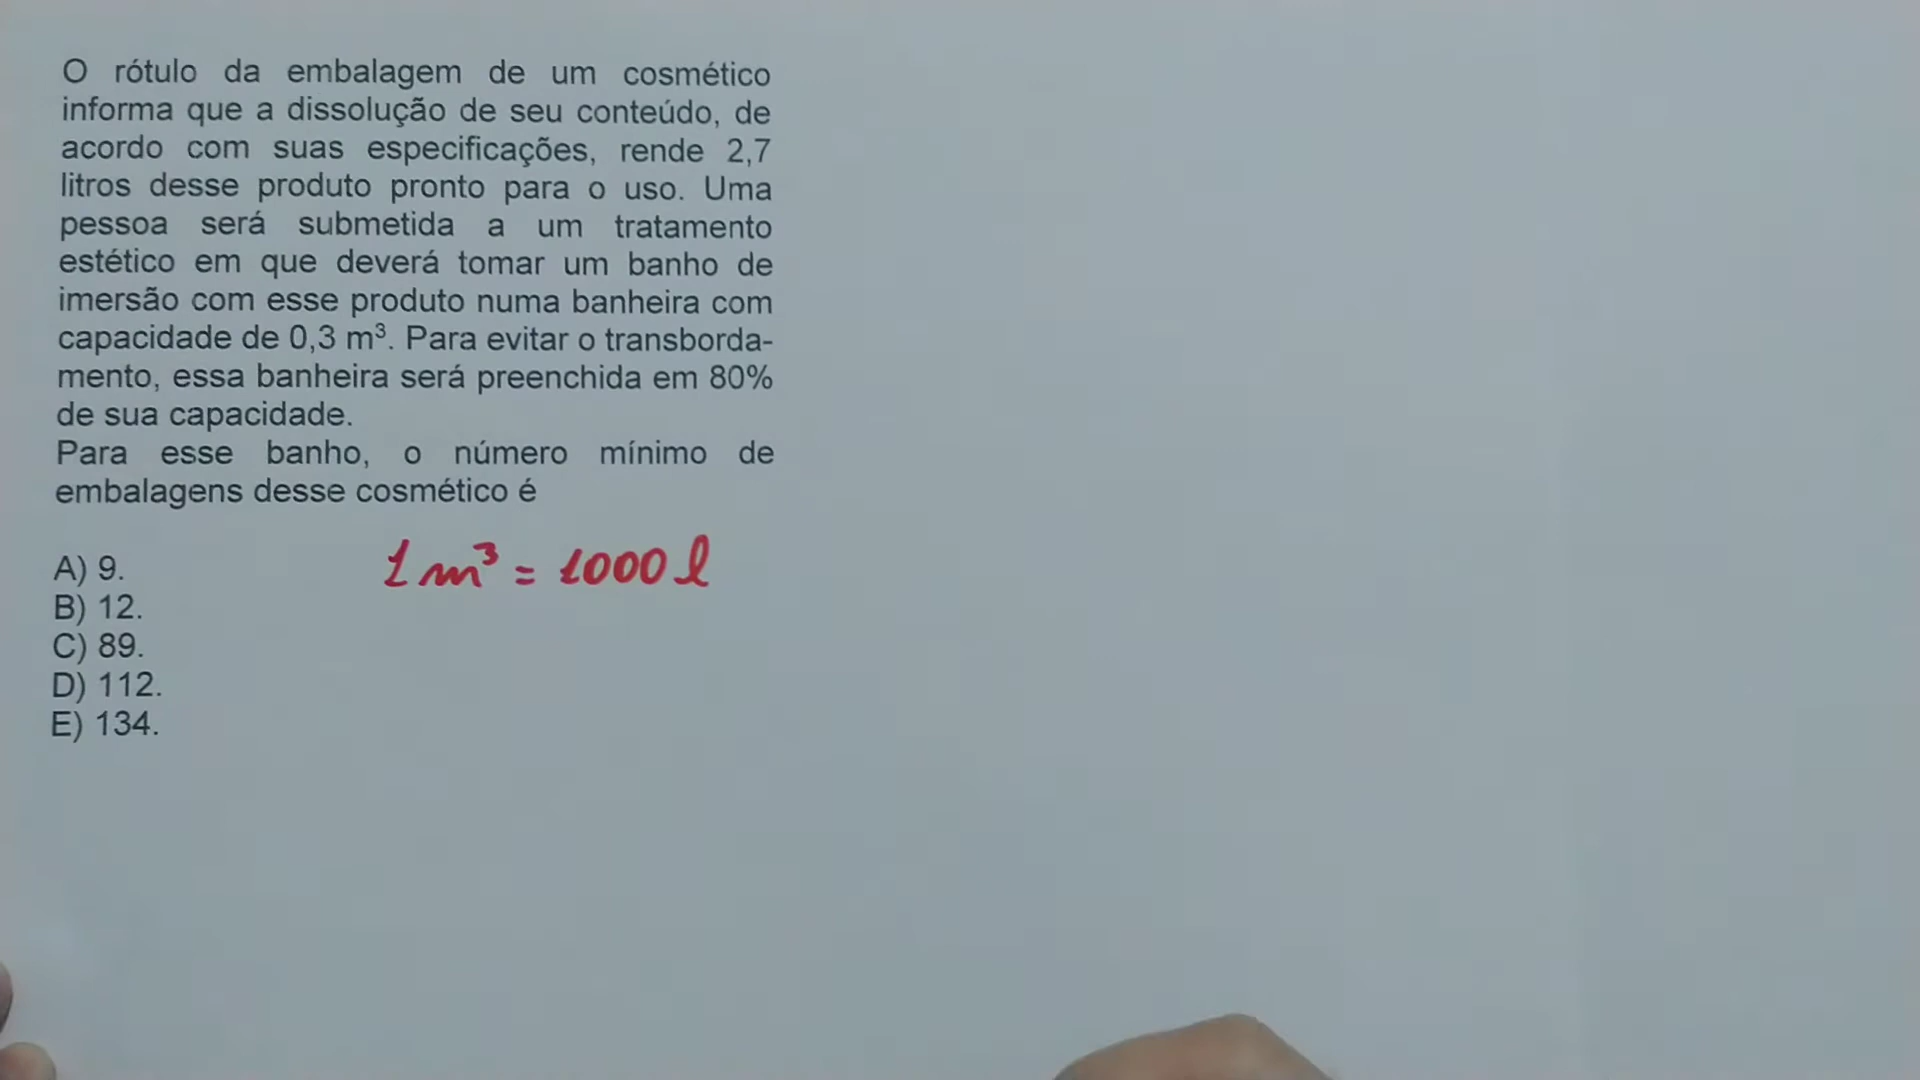 O rótulo da embalagem de um cosmético
informa que a dissolução de seu conteúdo, de
acordo com suas especificações, rende 2,7
litros desse produto pronto para o uso. Uma
pessoa será submetida a um tratamento
estético em que deverá tomar um banho de
imersão com esse produto numa banheira com
capacidade de 0,3 m³. Para evitar o transborda-
mento, essa banheira será preenchida em 80%
de sua capacidade.
Para esse banho, o número mínimo de
embalagens desse cosmético é
A) 9.
1 m³ = 1000 l
B) 12.
C) 89.
D) 112.
E) 134.